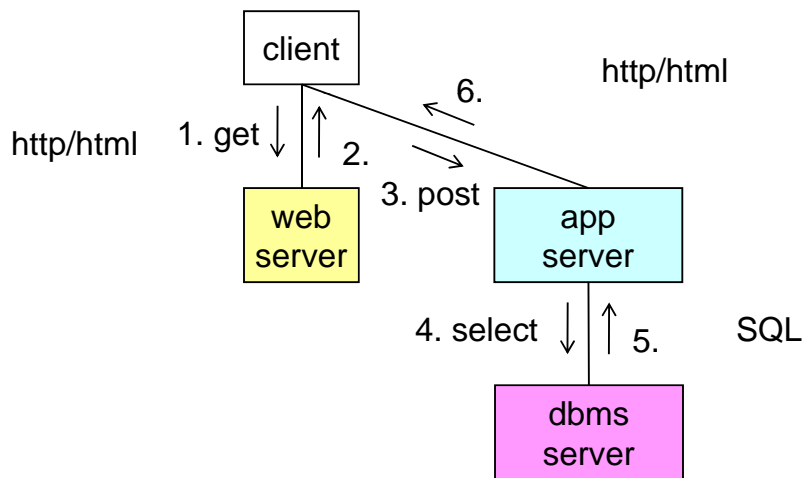 client
http/html
6.
http/html
1. get
2.
3. post
web
server
app
server
4. select
5.
SQL
dbms
server